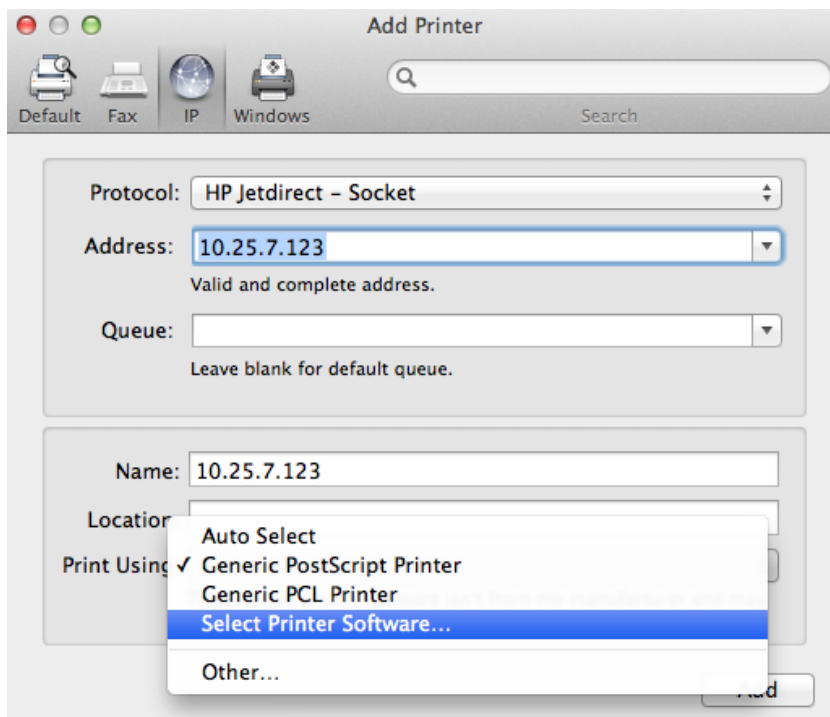 Add Printer
Default Fax IP Windows Search
Protocol: HP Jetdirect – Socket
Address: 10.25.7.123
Valid and complete address.
Queue:
Leave blank for default queue.
Name: 10.25.7.123
Location
Auto Select
Print Using ✓ Generic PostScript Printer
Generic PCL Printer
Select Printer Software...
Other...
Add